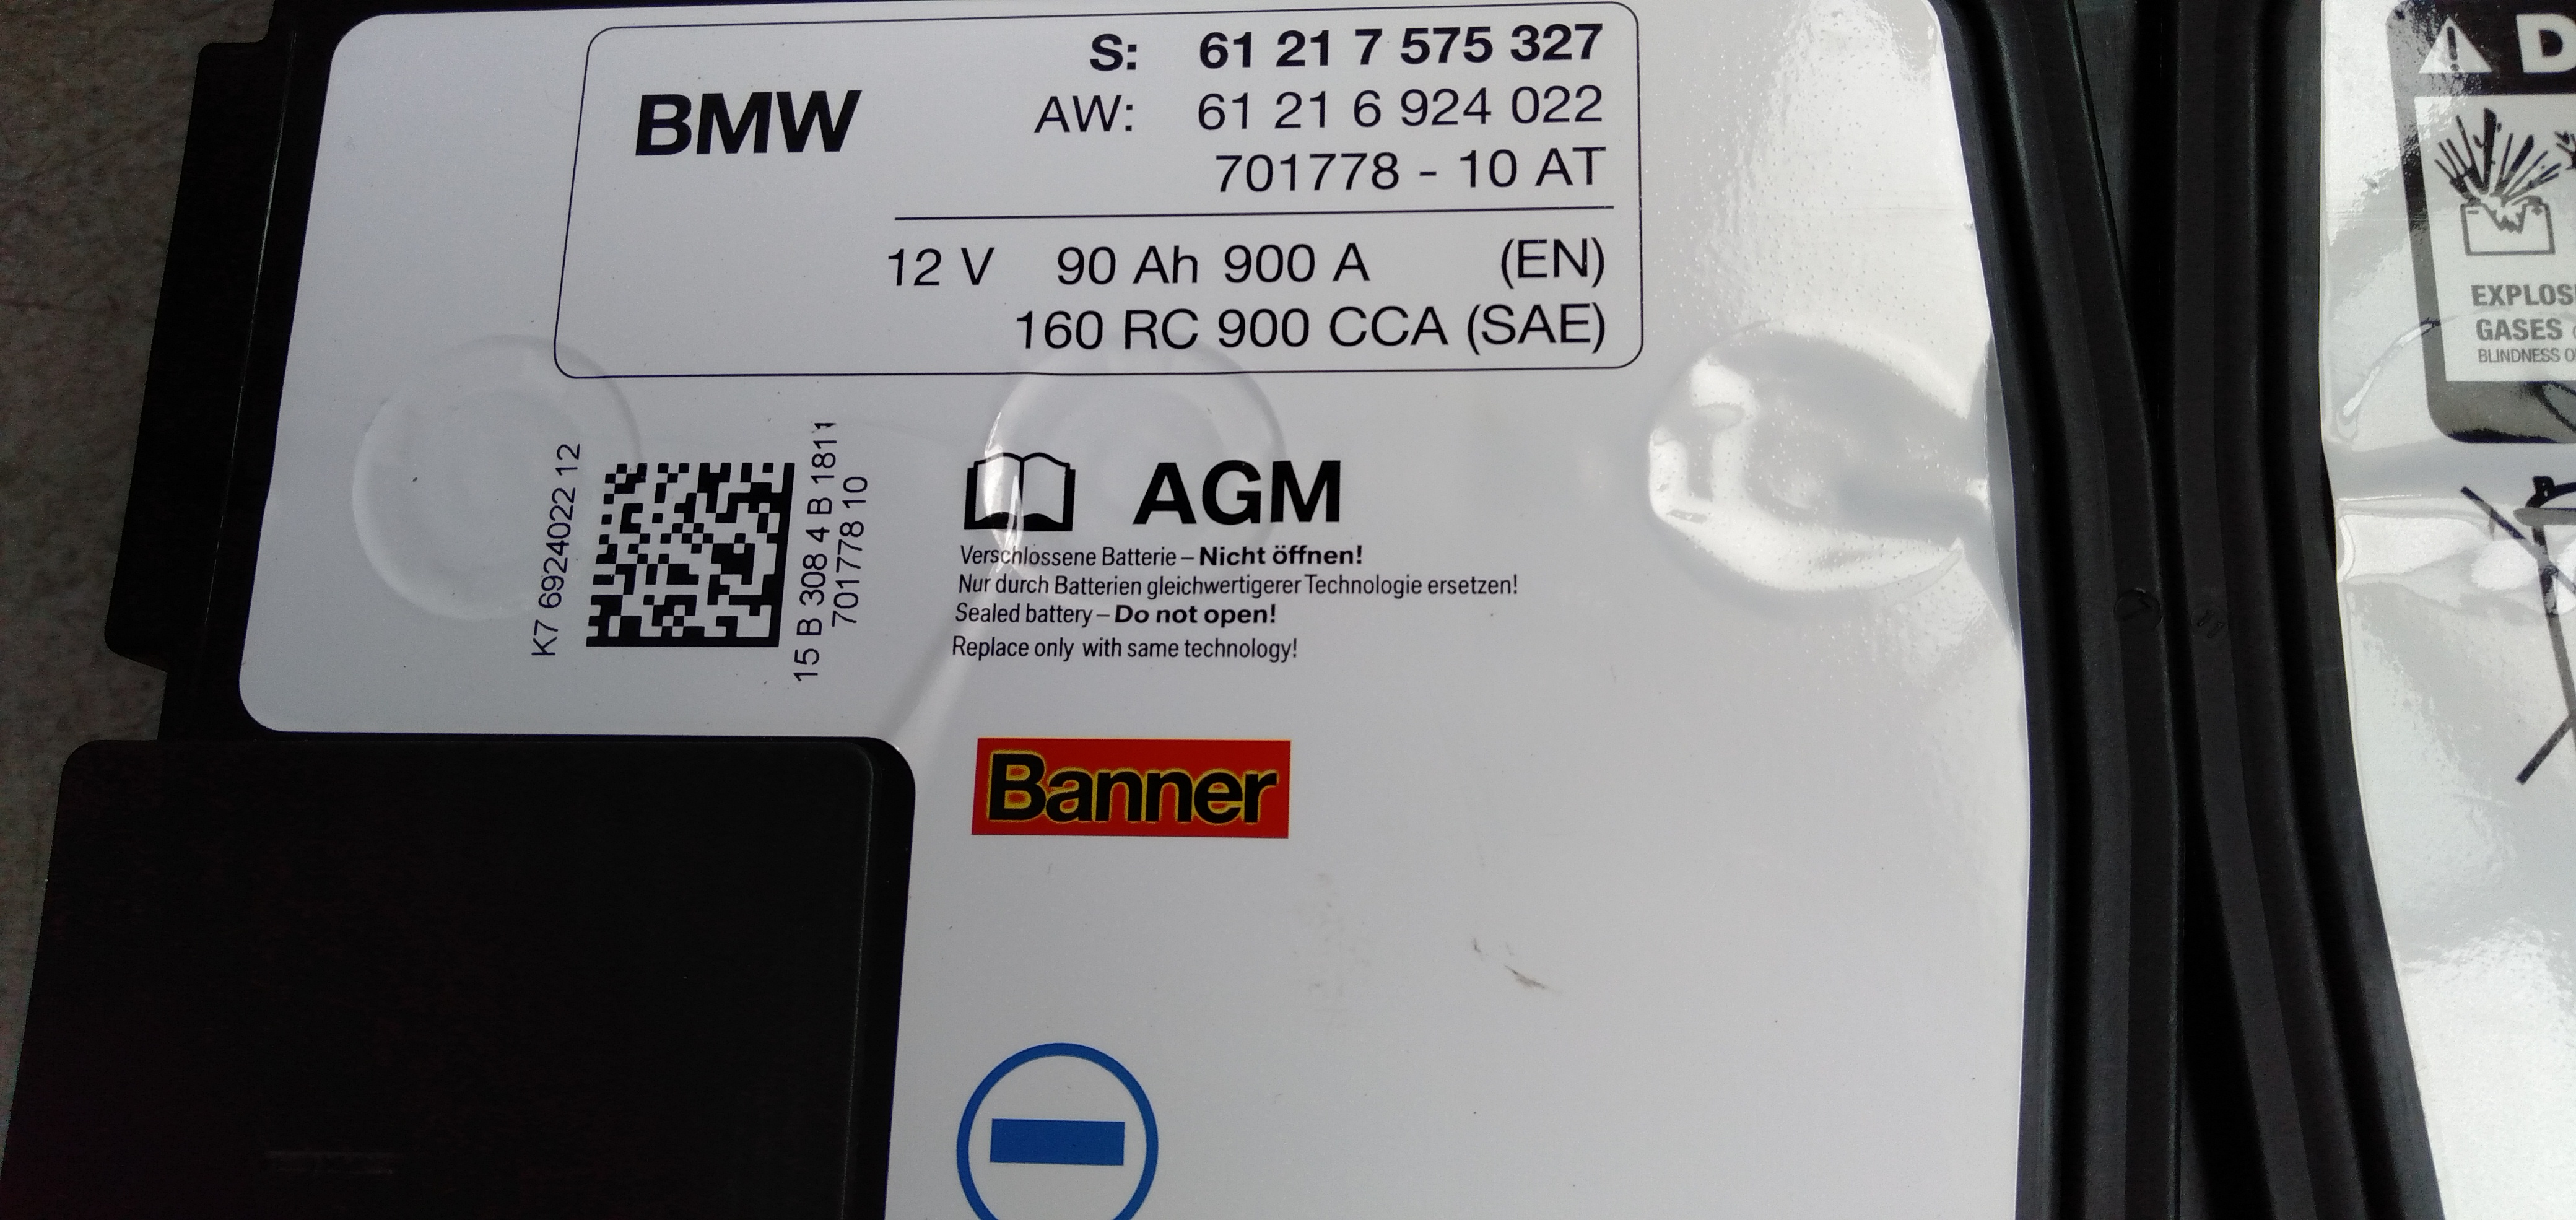 BMW
S: 61 21 7 575 327
AW: 61 21 6 924 022
701778 - 10 AT
12 V 90 Ah 900 A (EN)
160 RC 900 CCA (SAE)
K7 6924022 12
15 B 308 4 B 1811
701778 10
AGM
Verschlossene Batterie – Nicht öffnen!
Nur durch Batterien gleichwertigerer Technologie ersetzen!
Sealed battery – Do not open!
Replace only with same technology!
Banner
D
EXPLOS
GASES
BLINDNESS O